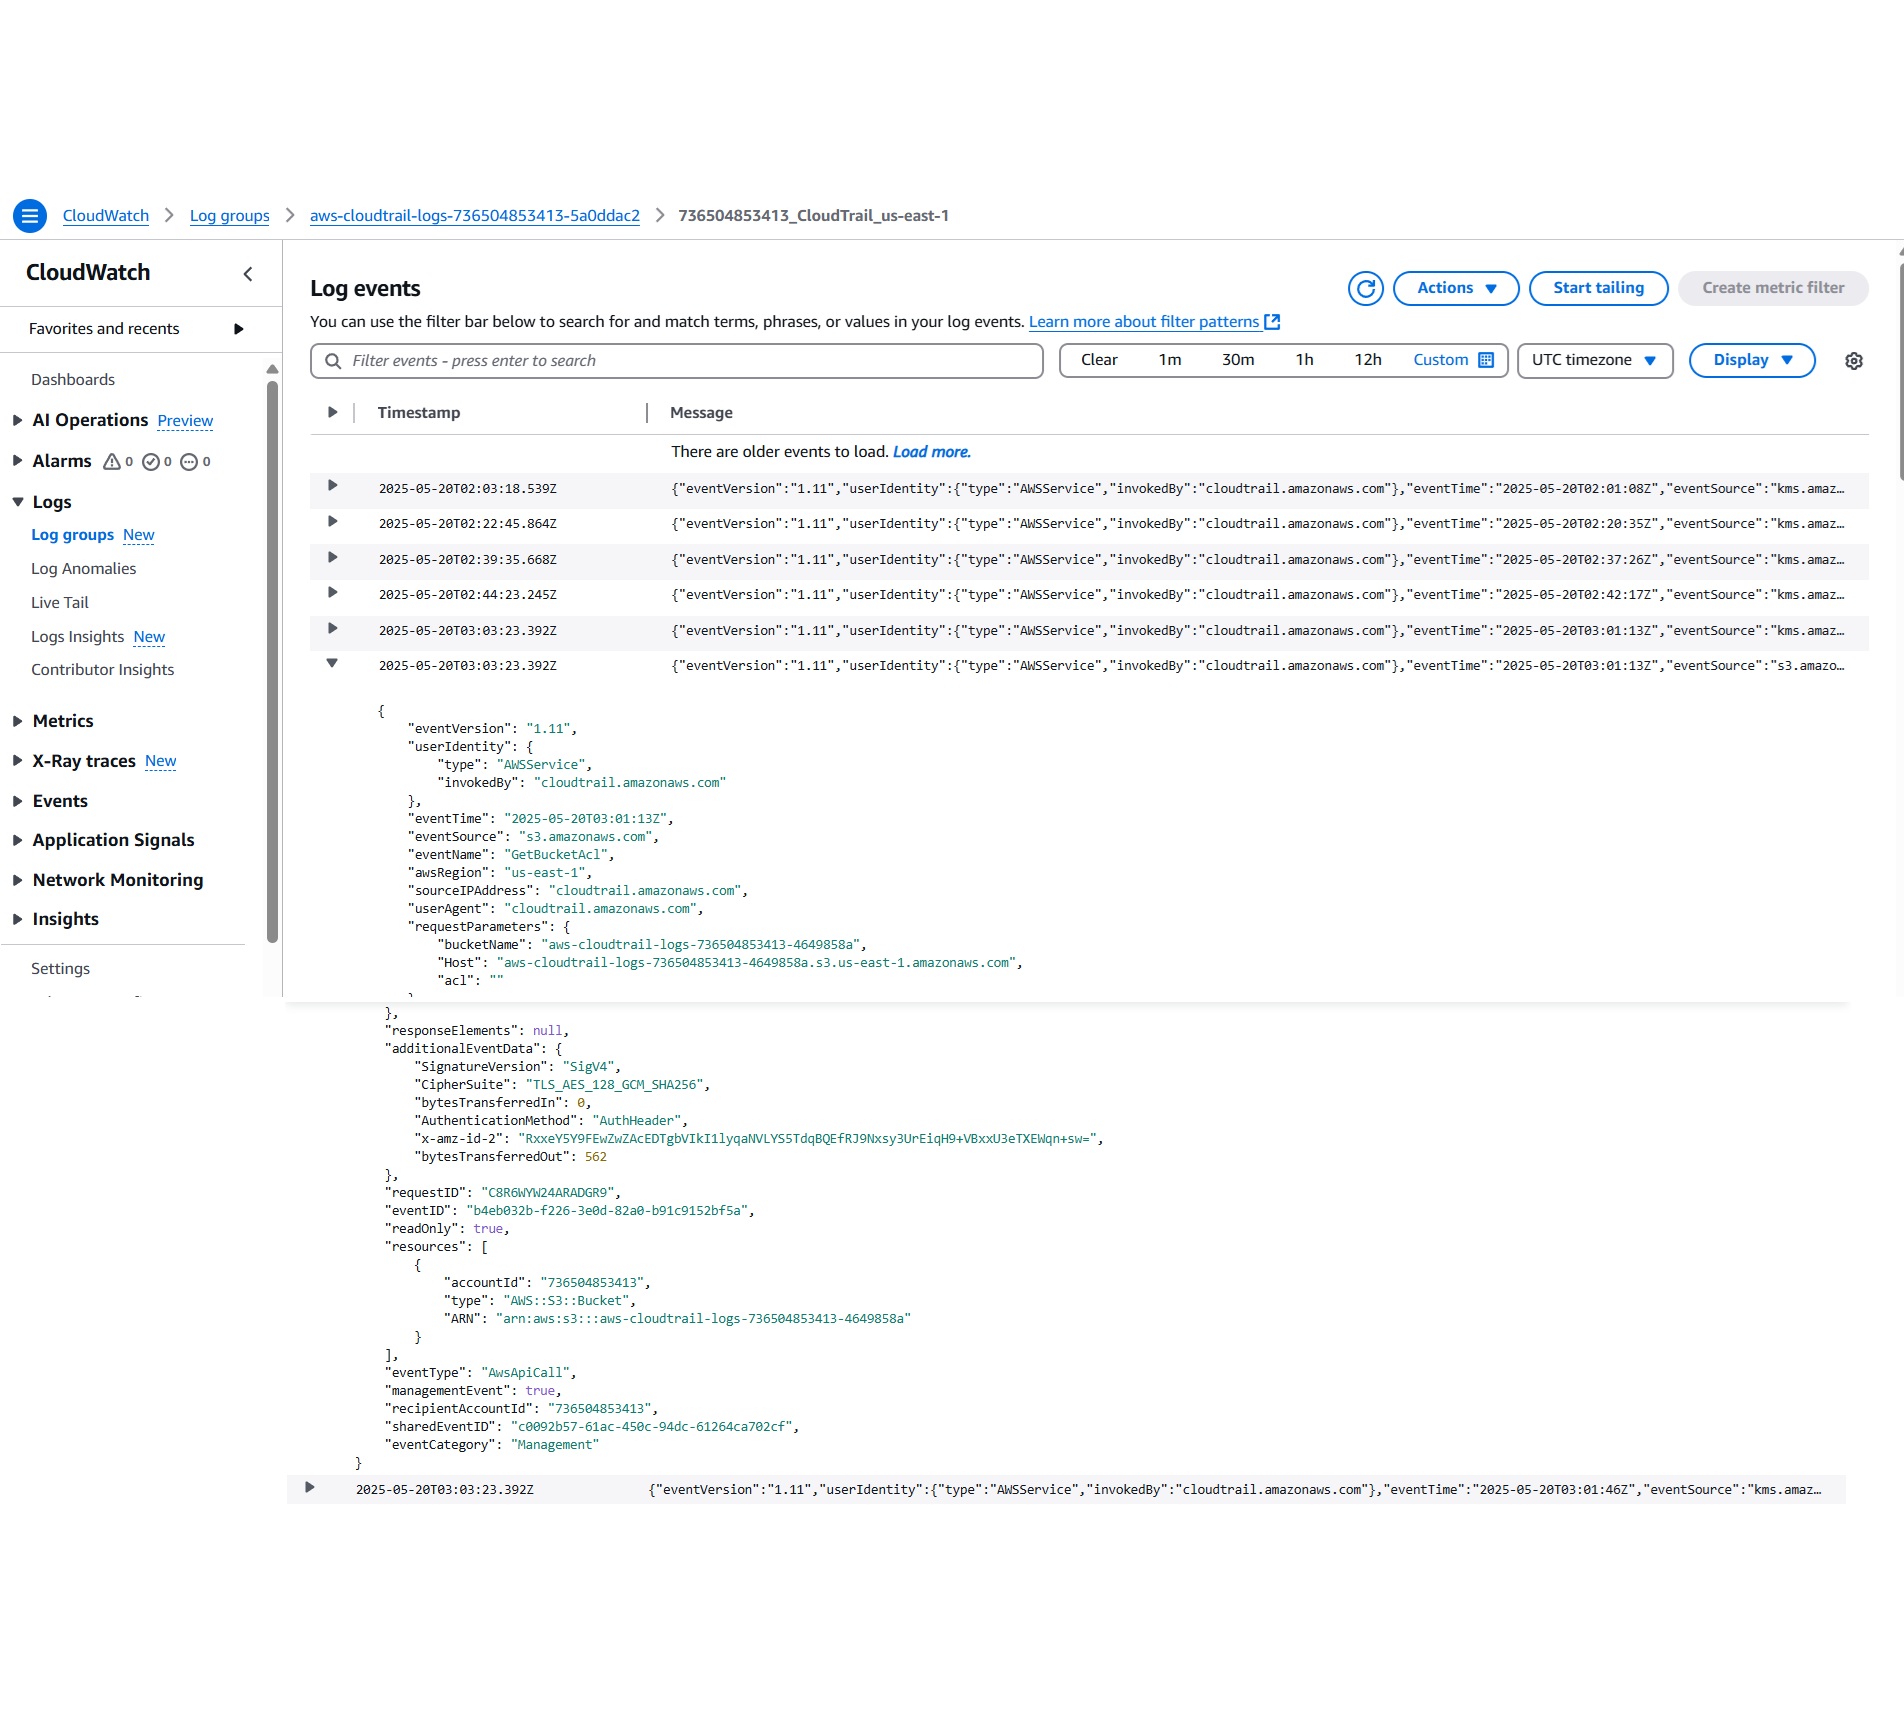 CloudWatch > Log groups > aws-cloudtrail-logs-736504853413-5a0ddac2 > 736504853413_CloudTrail_us-east-1
CloudWatch
Favorites and recents
Dashboards
AI Operations Preview
Alarms 0 0 0
Logs
Log groups New
Log Anomalies
Live Tail
Logs Insights New
Contributor Insights
Metrics
X-Ray traces New
Events
Application Signals
Network Monitoring
Insights
Settings
Log events
Actions
Start tailing
Create metric filter
You can use the filter bar below to search for and match terms, phrases, or values in your log events. Learn more about filter patterns
Filter events - press enter to search
Clear 1m 30m 1h 12h Custom
UTC timezone
Display
Timestamp Message
There are older events to load. Load more.
2025-05-20T02:03:18.539Z {"eventVersion":"1.11","userIdentity":{"type":"AWSService","invokedBy":"cloudtrail.amazonaws.com"},"eventTime":"2025-05-20T02:01:08Z","eventSource":"kms.amaz…
2025-05-20T02:22:45.864Z {"eventVersion":"1.11","userIdentity":{"type":"AWSService","invokedBy":"cloudtrail.amazonaws.com"},"eventTime":"2025-05-20T02:20:35Z","eventSource":"kms.amaz…
2025-05-20T02:39:35.668Z {"eventVersion":"1.11","userIdentity":{"type":"AWSService","invokedBy":"cloudtrail.amazonaws.com"},"eventTime":"2025-05-20T02:37:26Z","eventSource":"kms.amaz…
2025-05-20T02:44:23.245Z {"eventVersion":"1.11","userIdentity":{"type":"AWSService","invokedBy":"cloudtrail.amazonaws.com"},"eventTime":"2025-05-20T02:42:17Z","eventSource":"kms.amaz…
2025-05-20T03:03:23.392Z {"eventVersion":"1.11","userIdentity":{"type":"AWSService","invokedBy":"cloudtrail.amazonaws.com"},"eventTime":"2025-05-20T03:01:13Z","eventSource":"kms.amaz…
2025-05-20T03:03:23.392Z {"eventVersion":"1.11","userIdentity":{"type":"AWSService","invokedBy":"cloudtrail.amazonaws.com"},"eventTime":"2025-05-20T03:01:13Z","eventSource":"s3.amazo…
{
"eventVersion": "1.11",
"userIdentity": {
"type": "AWSService",
"invokedBy": "cloudtrail.amazonaws.com"
},
"eventTime": "2025-05-20T03:01:13Z",
"eventSource": "s3.amazonaws.com",
"eventName": "GetBucketAcl",
"awsRegion": "us-east-1",
"sourceIPAddress": "cloudtrail.amazonaws.com",
"userAgent": "cloudtrail.amazonaws.com",
"requestParameters": {
"bucketName": "aws-cloudtrail-logs-736504853413-4649858a",
"Host": "aws-cloudtrail-logs-736504853413-4649858a.s3.us-east-1.amazonaws.com",
"acl": ""
},
"responseElements": null,
"additionalEventData": {
"SignatureVersion": "SigV4",
"CipherSuite": "TLS_AES_128_GCM_SHA256",
"bytesTransferredIn": 0,
"AuthenticationMethod": "AuthHeader",
"x-amz-id-2": "RxxeY5Y9FEwZwZAcEDTgbVIkI1lyqaNVLYS5TdqBQEfRJ9Nxsy3UrEiqH9+VBxxU3eTXEWqn+sw=",
"bytesTransferredOut": 562
},
"requestID": "C8R6WYW24ARADGR9",
"eventID": "b4eb032b-f226-3e0d-82a0-b91c9152bf5a",
"readOnly": true,
"resources": [
{
"accountId": "736504853413",
"type": "AWS::S3::Bucket",
"ARN": "arn:aws:s3:::aws-cloudtrail-logs-736504853413-4649858a"
}
],
"eventType": "AwsApiCall",
"managementEvent": true,
"recipientAccountId": "736504853413",
"sharedEventID": "c0092b57-61ac-450c-94dc-61264ca702cf",
"eventCategory": "Management"
}
2025-05-20T03:03:23.392Z {"eventVersion":"1.11","userIdentity":{"type":"AWSService","invokedBy":"cloudtrail.amazonaws.com"},"eventTime":"2025-05-20T03:01:46Z","eventSource":"kms.amaz…